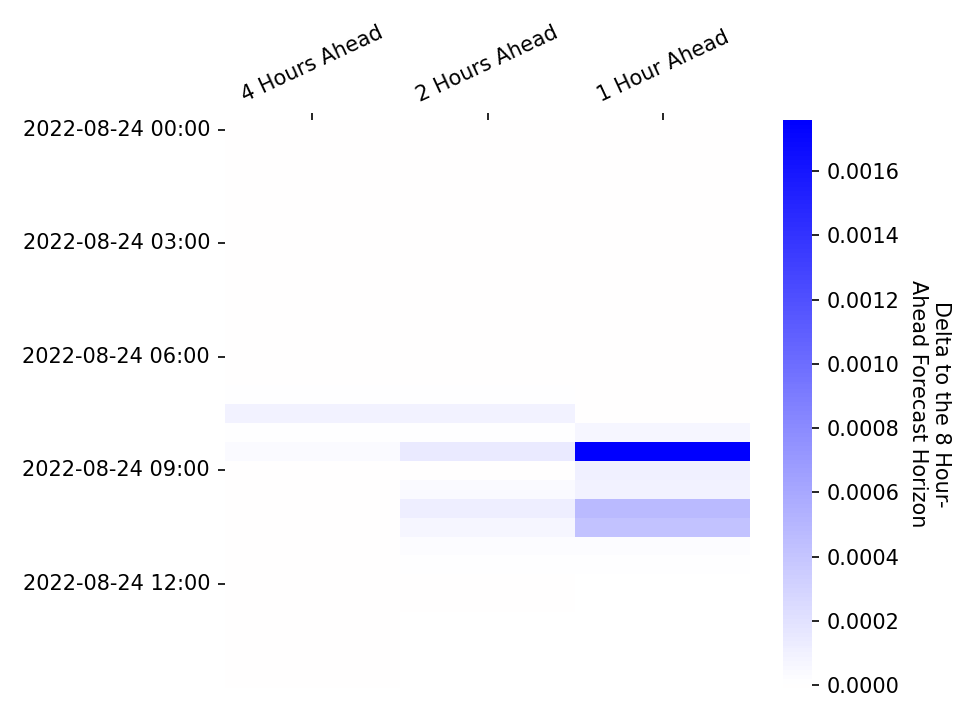 4 Hours Ahead
2 Hours Ahead
1 Hour Ahead
2022-08-24 00:00
2022-08-24 03:00
2022-08-24 06:00
2022-08-24 09:00
2022-08-24 12:00
0.0016
0.0014
0.0012
0.0010
0.0008
0.0006
0.0004
0.0002
0.0000
Delta to the 8 Hour-
Ahead Forecast Horizon